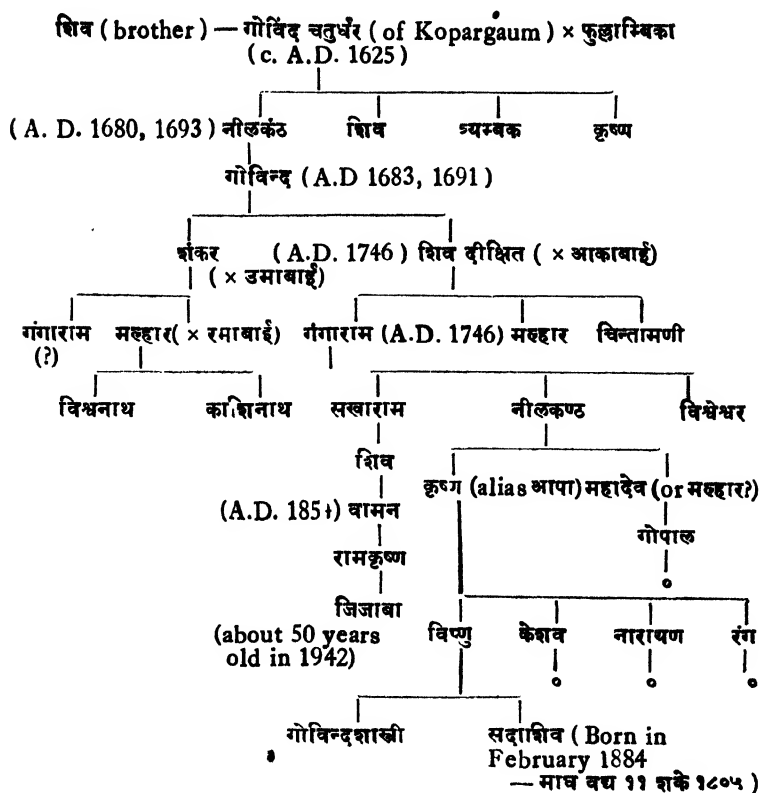 शिव ( brother ) — गोविंद चतुर्धर ( of Kopargaum ) × फुल्लाम्बिका
( c. A.D. 1625 )
( A. D. 1680, 1693 ) नीलकंठ शिव त्र्यम्बक कृष्ण
गोविन्द ( A.D 1683, 1691 )
शंकर ( A.D. 1746 ) शिव दीक्षित ( × आकाबाई )
( × उमाबाई )
गंगाराम मल्हार ( × रमाबाई ) गंगाराम ( A.D. 1746 ) मल्हार चिन्तामणी
(?)
विश्वनाथ काशिनाथ सखाराम नीलकण्ठ विश्वेश्वर
शिव
कृष्ण (alias आपा) महादेव (or मल्हार?)
(A.D. 185) वामन
गोपाल
रामकृष्ण
जिजाबा
(about 50 years विष्णु केशव नारायण रंग
old in 1942)
गोविन्दशास्त्री सदाशिव ( Born in
February 1884
— माघ वद्य ११ शके १८०५ )